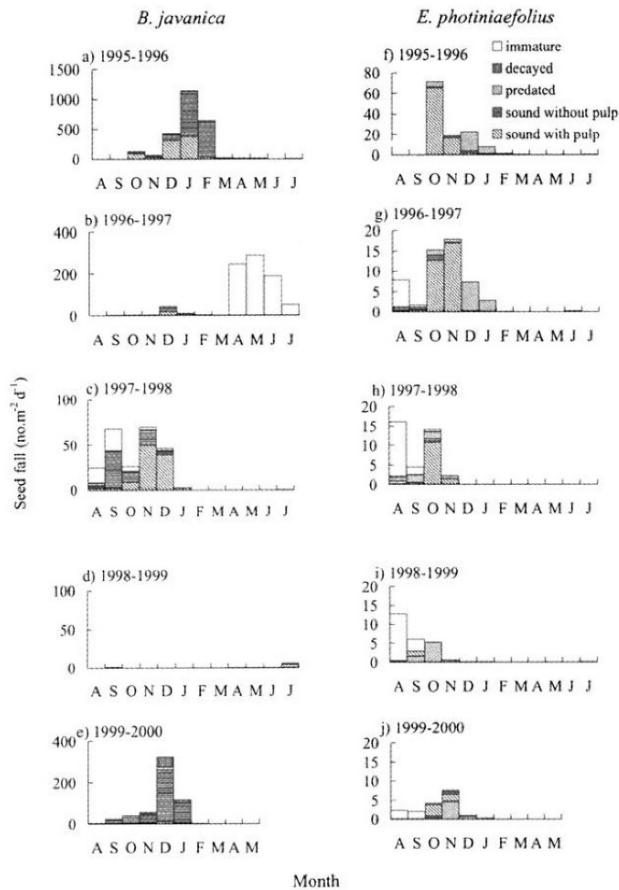 B. javanica
E. photiniaefolius
a) 1995-1996
1500
1000
500
0
A S O N D J F M A M J J
f) 1995-1996
80
60
40
20
0
A S O N D J F M A M J J
immature
decayed
predated
sound without pulp
sound with pulp
b) 1996-1997
400
200
0
A S O N D J F M A M J J
g) 1996-1997
20
15
10
5
0
A S O N D J F M A M J J
Seed fall (no.m⁻² d⁻¹)
c) 1997-1998
100
50
0
A S O N D J F M A M J J
h) 1997-1998
20
15
10
5
0
A S O N D J F M A M J J
d) 1998-1999
100
50
0
A S O N D J F M A M J J
i) 1998-1999
20
15
10
5
0
A S O N D J F M A M J J
e) 1999-2000
400
200
0
A S O N D J F M A M
j) 1999-2000
20
15
10
5
0
A S O N D J F M A M
Month